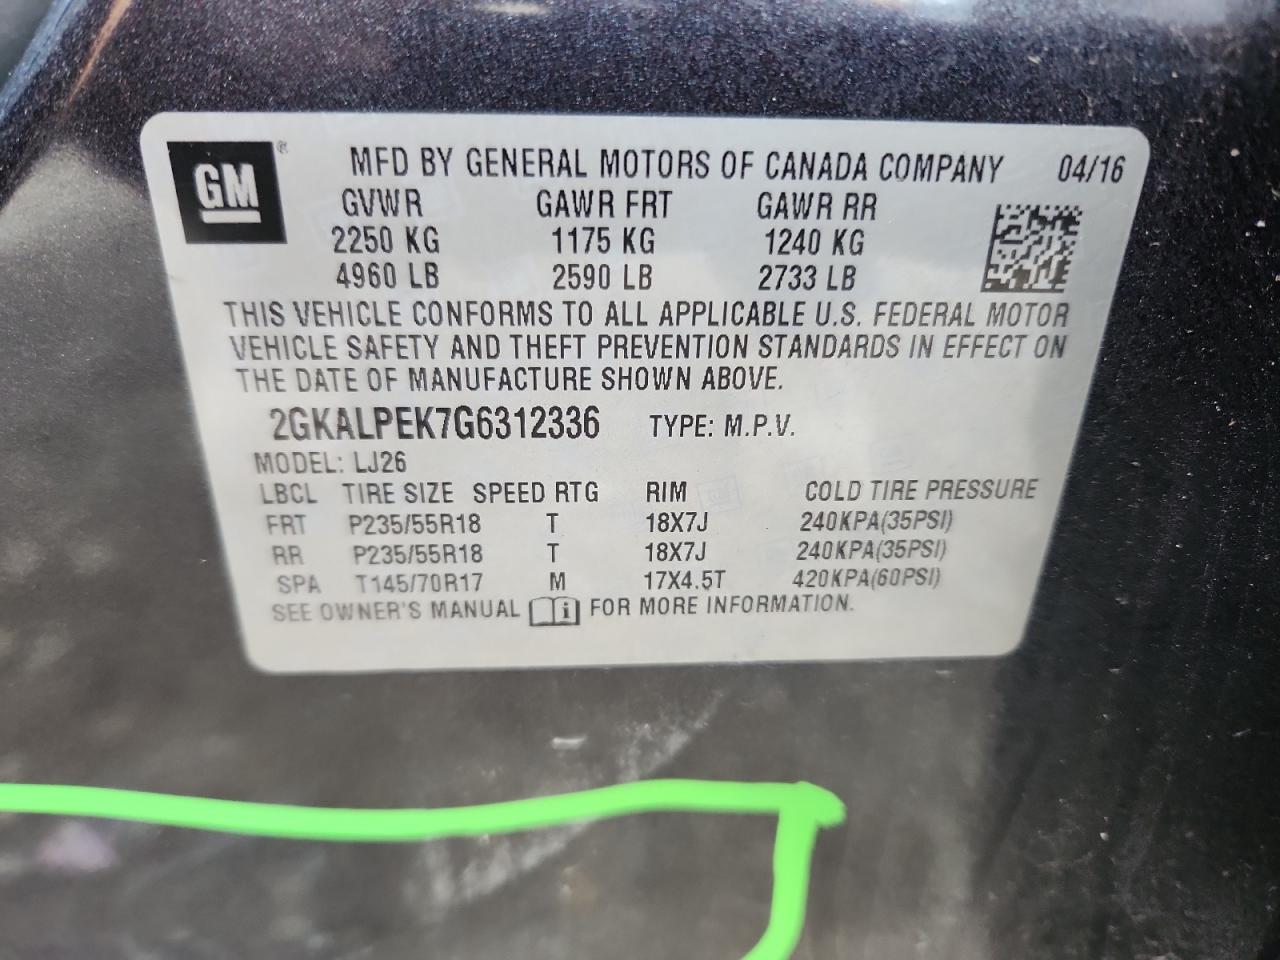 GM ® MFD BY GENERAL MOTORS OF CANADA COMPANY 04/16
GVWR GAWR FRT GAWR RR
2250 KG 1175 KG 1240 KG
4960 LB 2590 LB 2733 LB
THIS VEHICLE CONFORMS TO ALL APPLICABLE U.S. FEDERAL MOTOR
VEHICLE SAFETY AND THEFT PREVENTION STANDARDS IN EFFECT ON
THE DATE OF MANUFACTURE SHOWN ABOVE.
2GKALPEK7G6312336 TYPE: M.P.V.
MODEL: LJ26
LBCL TIRE SIZE SPEED RTG RIM COLD TIRE PRESSURE
FRT P235/55R18 T 18X7J 240KPA(35PSI)
RR P235/55R18 T 18X7J 240KPA(35PSI)
SPA T145/70R17 M 17X4.5T 420KPA(60PSI)
SEE OWNER'S MANUAL i FOR MORE INFORMATION.